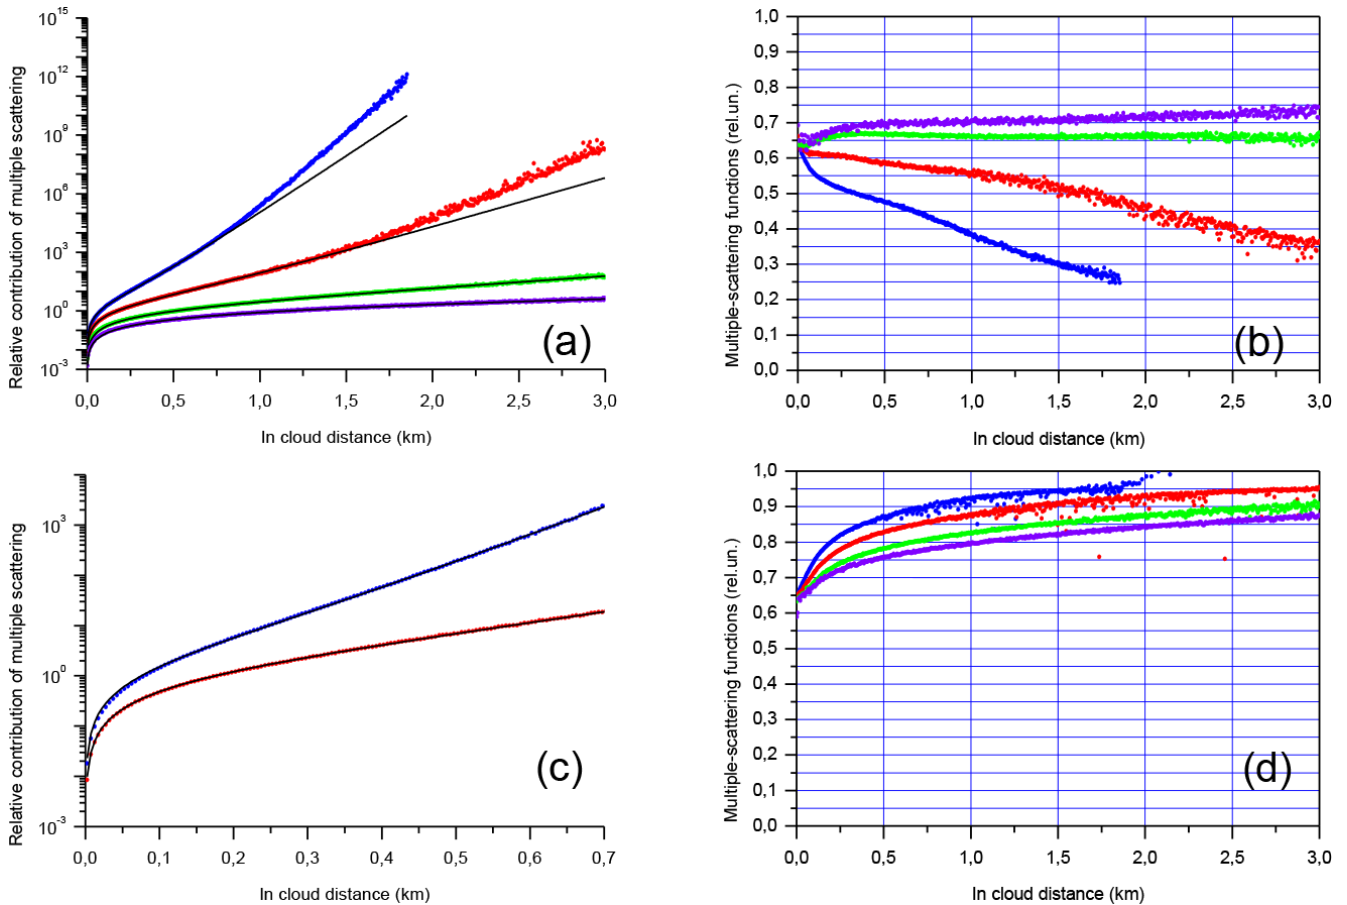 Relative contribution of multiple scattering
10^15
10^12
10^9
10^6
10^3
10^0
10^-3
0,0 0,5 1,0 1,5 2,0 2,5 3,0
In cloud distance (km)
(a)
Multiple-scattering functions (rel.un.)
1,0
0,9
0,8
0,7
0,6
0,5
0,4
0,3
0,2
0,1
0,0
0,0 0,5 1,0 1,5 2,0 2,5 3,0
In cloud distance (km)
(b)
Relative contribution of multiple scattering
10^3
10^0
10^-3
0,0 0,1 0,2 0,3 0,4 0,5 0,6 0,7
In cloud distance (km)
(c)
Multiple-scattering functions (rel.un.)
1,0
0,9
0,8
0,7
0,6
0,5
0,4
0,3
0,2
0,1
0,0
0,0 0,5 1,0 1,5 2,0 2,5 3,0
In cloud distance (km)
(d)